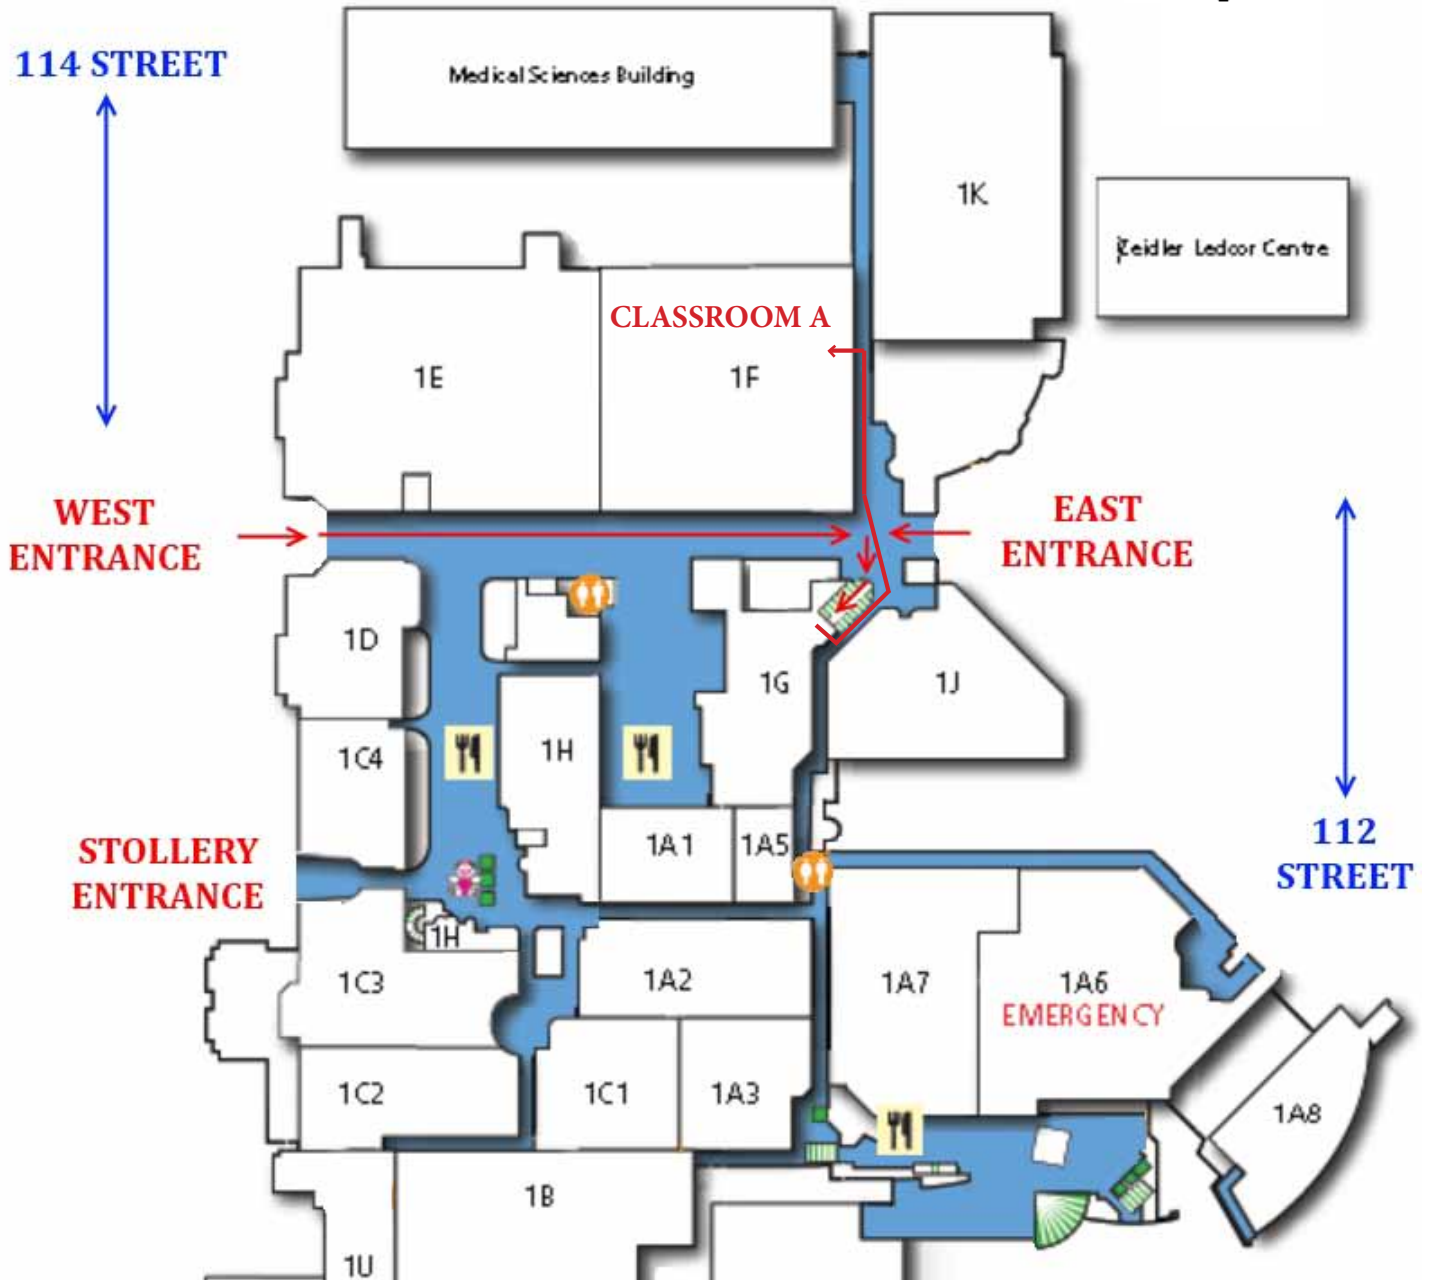 114 STREET
Medical Sciences Building
1K
Zeidler Ledcor Centre
CLASSROOM A
1E
1F
WEST
ENTRANCE
EAST
ENTRANCE
1D
1G
1J
1C4
1H
112
STREET
STOLLERY
ENTRANCE
1A1
1A5
1H
1C3
1A2
1A7
1A6
EMERGENCY
1C2
1C1
1A3
1A8
1B
1U